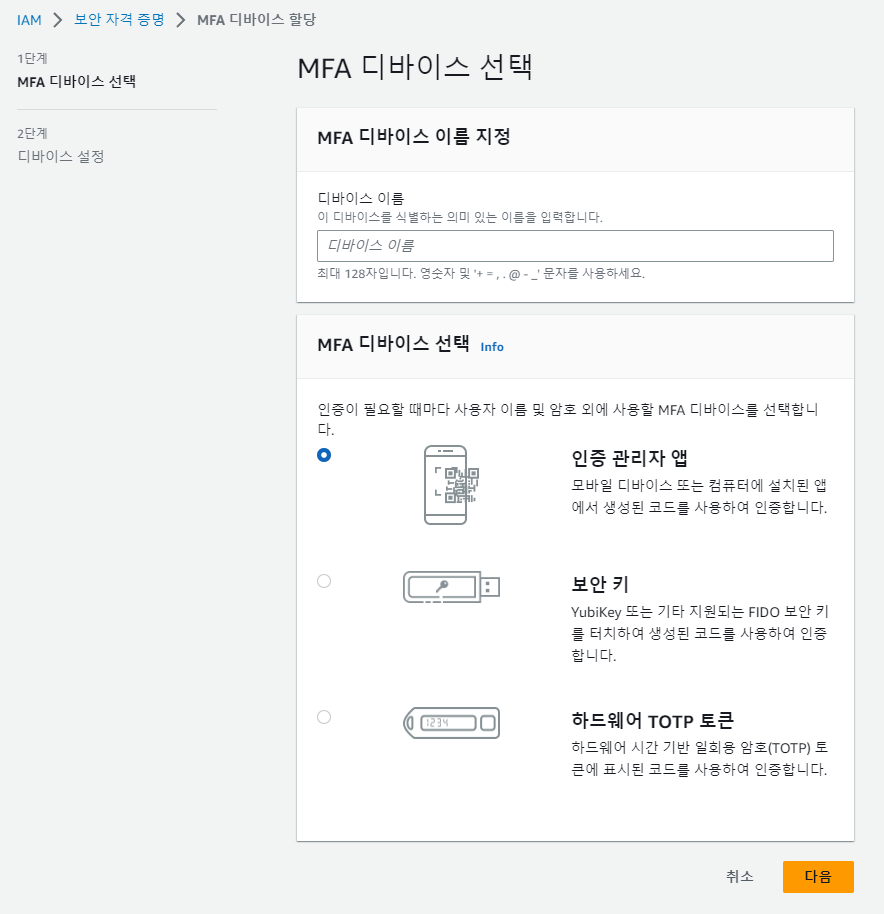 IAM > 보안 자격 증명 > MFA 디바이스 할당
1단계
MFA 디바이스 선택
2단계
디바이스 설정
MFA 디바이스 선택
MFA 디바이스 이름 지정
디바이스 이름
이 디바이스를 식별하는 의미 있는 이름을 입력합니다.
디바이스 이름
최대 128자입니다. 영숫자 및 '+ = , . @ - _' 문자를 사용하세요.
MFA 디바이스 선택 Info
인증이 필요할 때마다 사용자 이름 및 암호 외에 사용할 MFA 디바이스를 선택합니
다.
인증 관리자 앱
모바일 디바이스 또는 컴퓨터에 설치된 앱
에서 생성된 코드를 사용하여 인증합니다.
보안 키
YubiKey 또는 기타 지원되는 FIDO 보안 키
를 터치하여 생성된 코드를 사용하여 인증
합니다.
1234
하드웨어 TOTP 토큰
하드웨어 시간 기반 일회용 암호(TOTP) 토
큰에 표시된 코드를 사용하여 인증합니다.
취소
다음